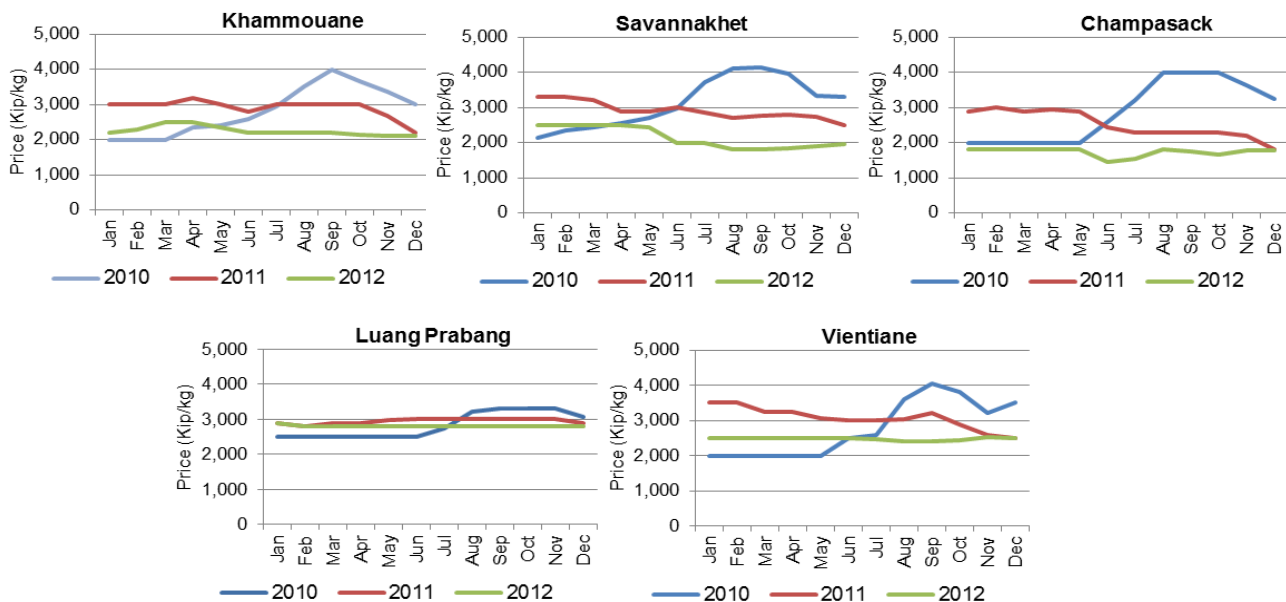 Khammouane
Price (Kip/kg)
5,000
4,000
3,000
2,000
1,000
0
Jan Feb Mar Apr May Jun Jul Aug Sep Oct Nov Dec
2010 2011 2012
Savannakhet
Price (Kip/kg)
5,000
4,000
3,000
2,000
1,000
0
Jan Feb Mar Apr May Jun Jul Aug Sep Oct Nov Dec
2010 2011 2012
Champasack
Price (Kip/kg)
5,000
4,000
3,000
2,000
1,000
0
Jan Feb Mar Apr May Jun Jul Aug Sep Oct Nov Dec
2010 2011 2012
Luang Prabang
Price (Kip/kg)
5,000
4,000
3,000
2,000
1,000
0
Jan Feb Mar Apr May Jun Jul Aug Sep Oct Nov Dec
2010 2011 2012
Vientiane
Price (Kip/kg)
5,000
4,000
3,000
2,000
1,000
0
Jan Feb Mar Apr May Jun Jul Aug Sep Oct Nov Dec
2010 2011 2012